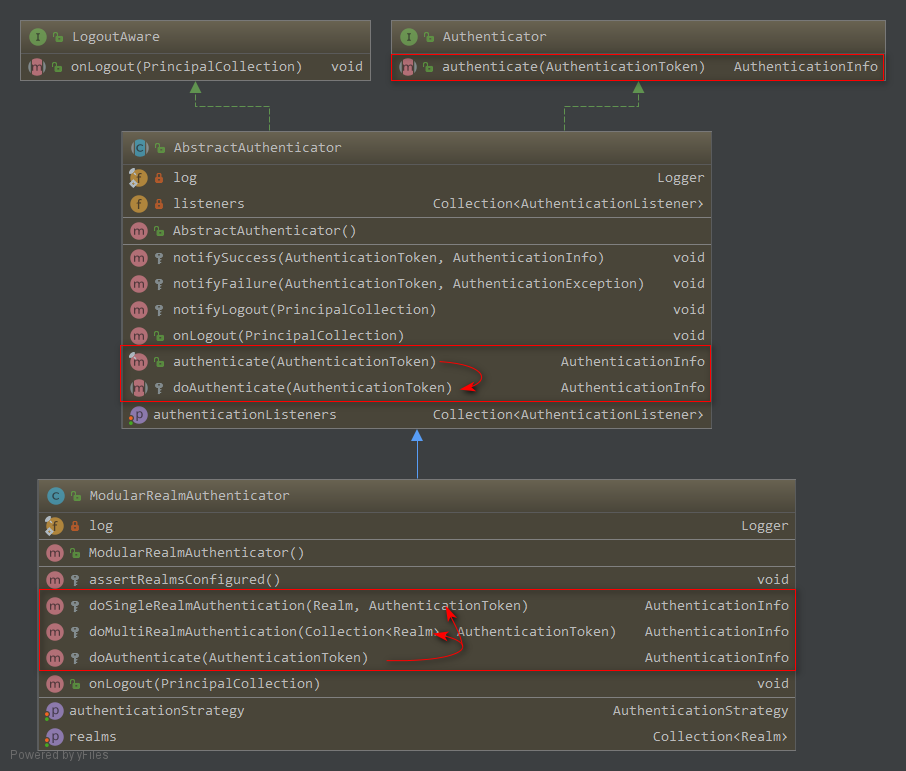 LogoutAware
onLogout(PrincipalCollection) void
Authenticator
authenticate(AuthenticationToken) AuthenticationInfo
AbstractAuthenticator
log Logger
listeners Collection<AuthenticationListener>
AbstractAuthenticator()
notifySuccess(AuthenticationToken, AuthenticationInfo) void
notifyFailure(AuthenticationToken, AuthenticationException) void
notifyLogout(PrincipalCollection) void
onLogout(PrincipalCollection) void
authenticate(AuthenticationToken) AuthenticationInfo
doAuthenticate(AuthenticationToken) AuthenticationInfo
authenticationListeners Collection<AuthenticationListener>
ModularRealmAuthenticator
log Logger
ModularRealmAuthenticator()
assertRealmsConfigured() void
doSingleRealmAuthentication(Realm, AuthenticationToken) AuthenticationInfo
doMultiRealmAuthentication(Collection<Realm>, AuthenticationToken) AuthenticationInfo
doAuthenticate(AuthenticationToken) AuthenticationInfo
onLogout(PrincipalCollection) void
authenticationStrategy AuthenticationStrategy
realms Collection<Realm>
Powered by yFiles